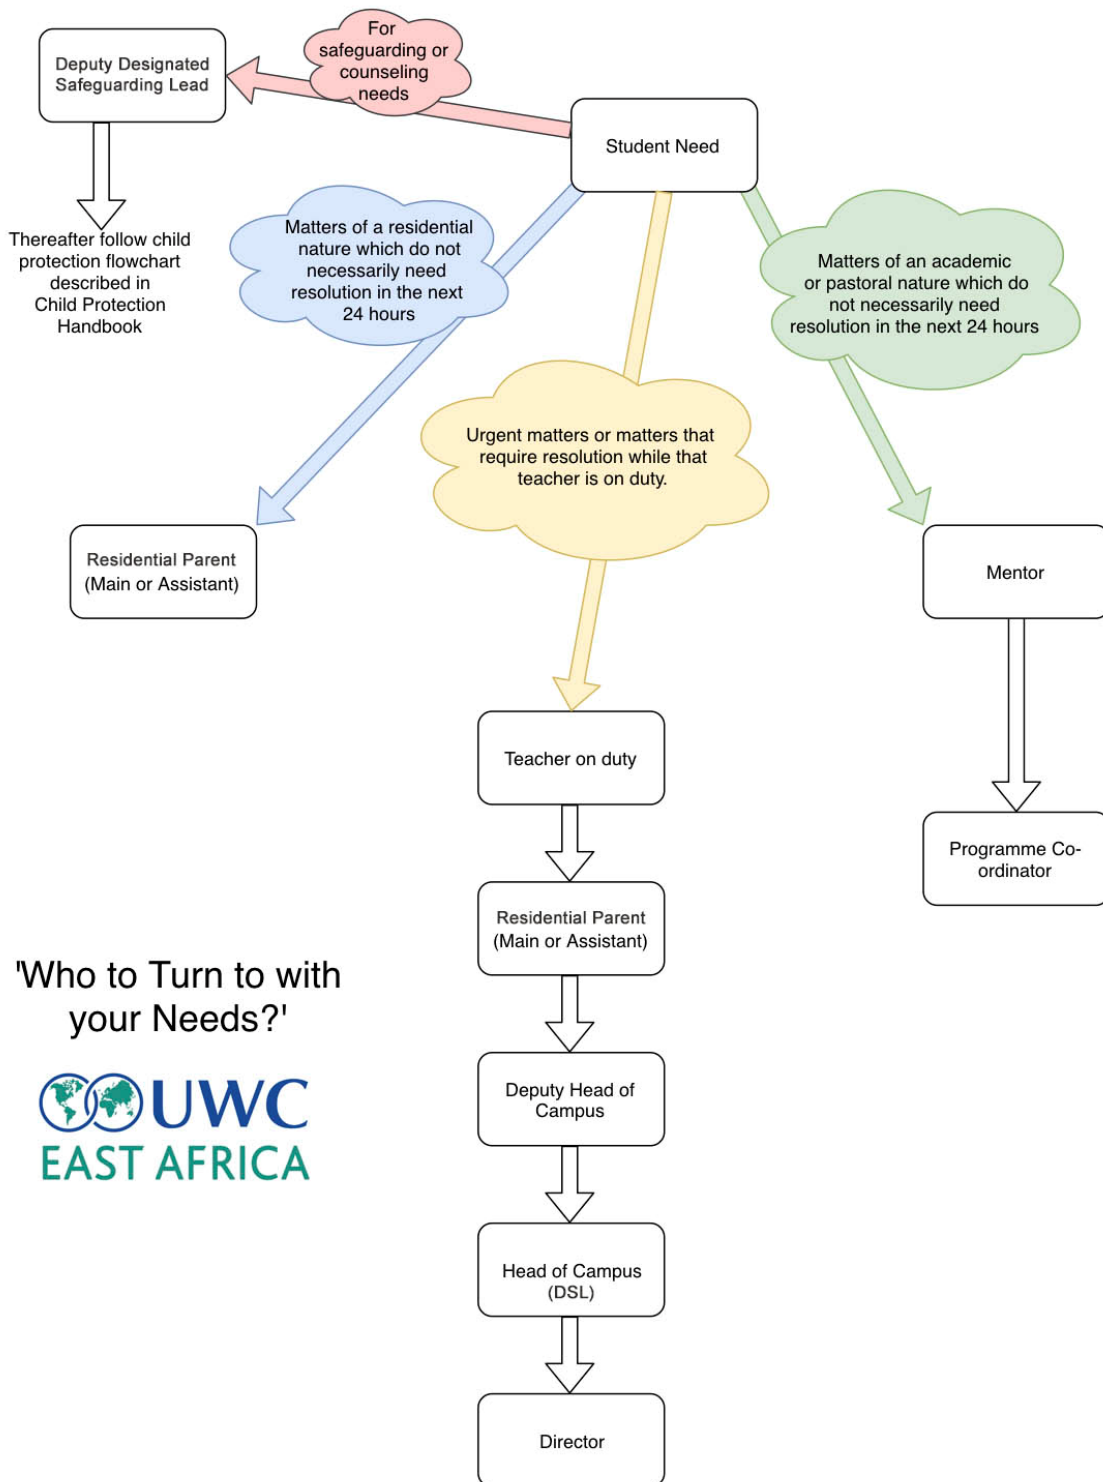 For
safeguarding or
counseling
needs
Deputy Designated
Safeguarding Lead
Student Need
Thereafter follow child
protection flowchart
described in
Child Protection
Handbook
Matters of a residential
nature which do not
necessarily need
resolution in the next
24 hours
Matters of an academic
or pastoral nature which do
not necessarily need
resolution in the next 24 hours
Urgent matters or matters that
require resolution while that
teacher is on duty.
Residential Parent
(Main or Assistant)
Mentor
Teacher on duty
Programme Co-
ordinator
Residential Parent
(Main or Assistant)
'Who to Turn to with
your Needs?'
UWC
EAST AFRICA
Deputy Head of
Campus
Head of Campus
(DSL)
Director